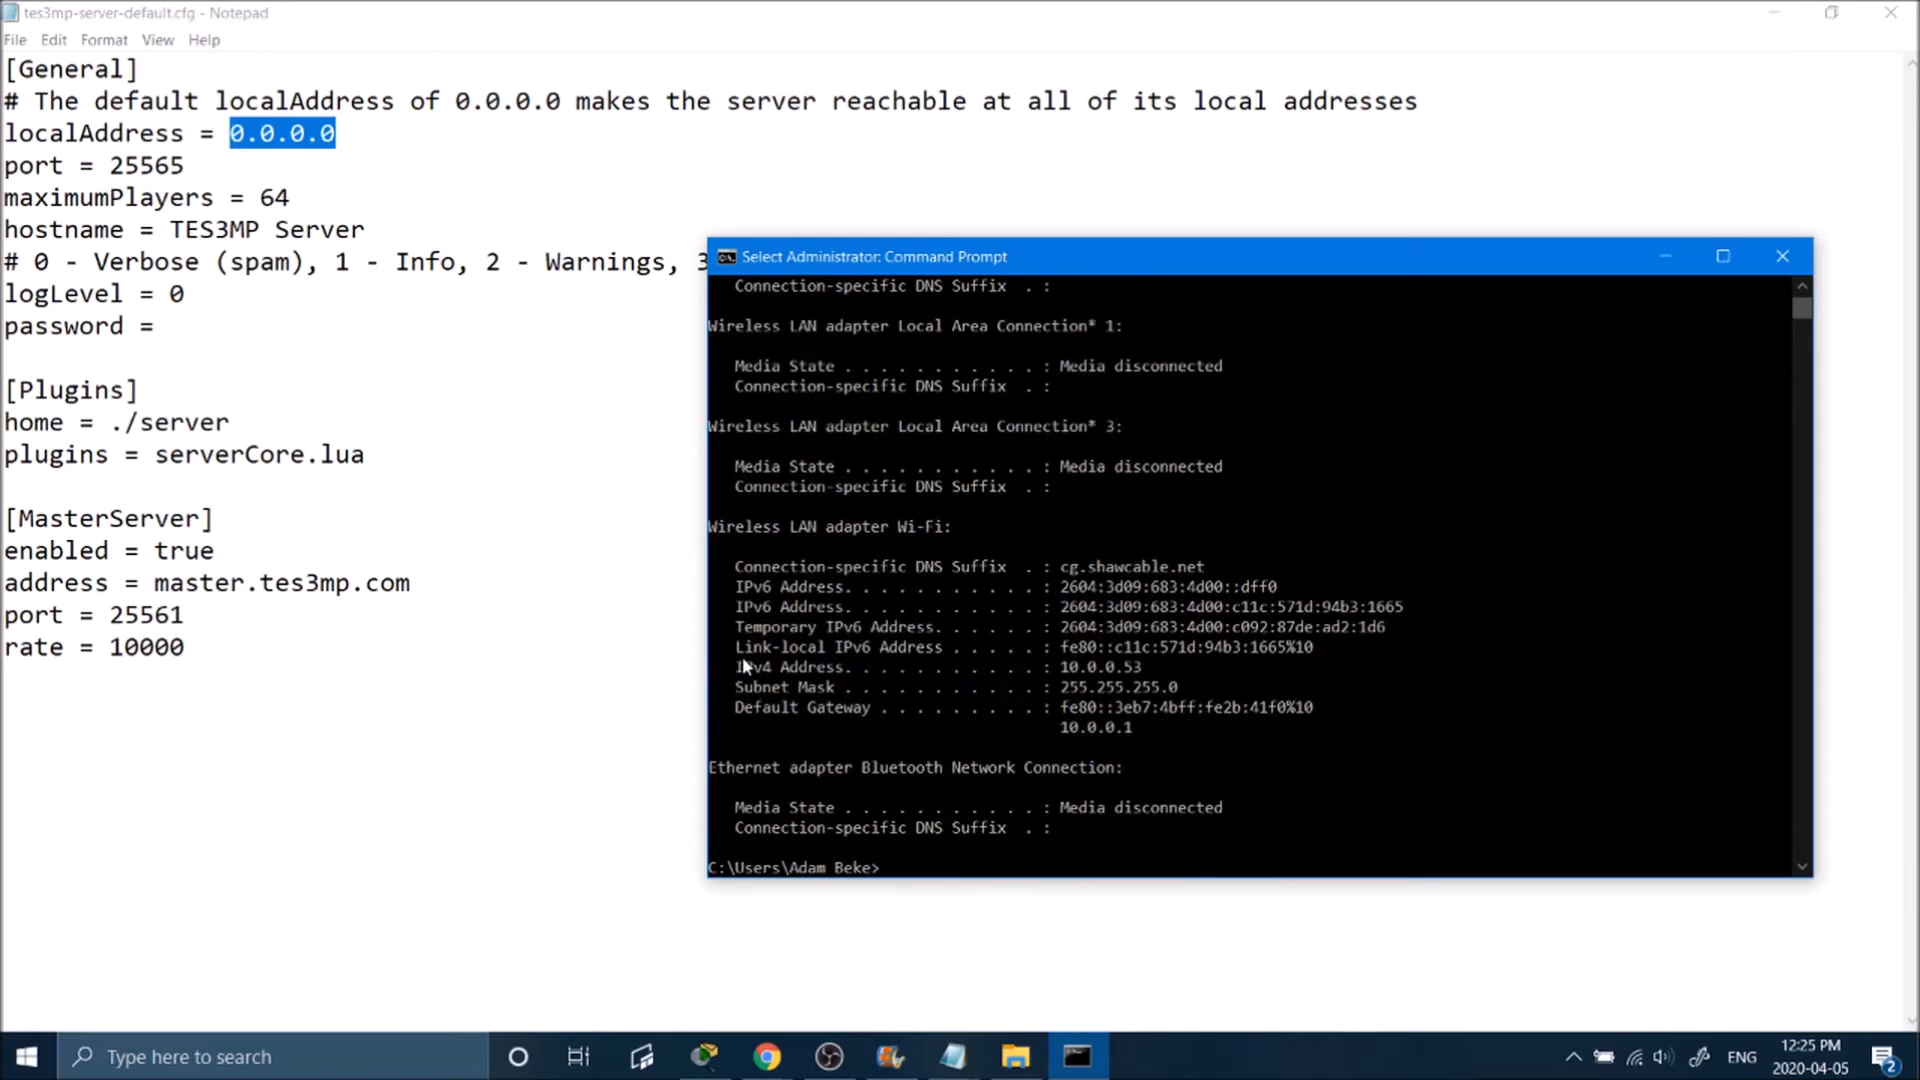 tes3mp-server-default.cfg - Notepad
File Edit Format View Help
[General]
# The default localAddress of 0.0.0.0 makes the server reachable at all of its local addresses
localAddress = 0.0.0.0
port = 25565
maximumPlayers = 64
hostname = TES3MP Server
# 0 - Verbose (spam), 1 - Info, 2 - Warnings, 3
logLevel = 0
password =
[Plugins]
home = ./server
plugins = serverCore.lua
[MasterServer]
enabled = true
address = master.tes3mp.com
port = 25561
rate = 10000
Select Administrator: Command Prompt
Connection-specific DNS Suffix . :
Wireless LAN adapter Local Area Connection* 1:
Media State . . . . . . . . . . . : Media disconnected
Connection-specific DNS Suffix . :
Wireless LAN adapter Local Area Connection* 3:
Media State . . . . . . . . . . . : Media disconnected
Connection-specific DNS Suffix . :
Wireless LAN adapter Wi-Fi:
Connection-specific DNS Suffix . : cg.shawcable.net
IPv6 Address. . . . . . . . . . . : 2604:3d09:683:4d00::dff0
IPv6 Address. . . . . . . . . . . : 2604:3d09:683:4d00:c11c:571d:94b3:1665
Temporary IPv6 Address. . . . . . : 2604:3d09:683:4d00:c092:87de:ad2:1d6
Link-local IPv6 Address . . . . . : fe80::c11c:571d:94b3:1665%10
IPv4 Address. . . . . . . . . . . : 10.0.0.53
Subnet Mask . . . . . . . . . . . : 255.255.255.0
Default Gateway . . . . . . . . . : fe80::3eb7:4bff:fe2b:41f0%10
10.0.0.1
Ethernet adapter Bluetooth Network Connection:
Media State . . . . . . . . . . . : Media disconnected
Connection-specific DNS Suffix . :
C:\Users\Adam Beke>
Type here to search
ENG
12:25 PM
2020-04-05
2